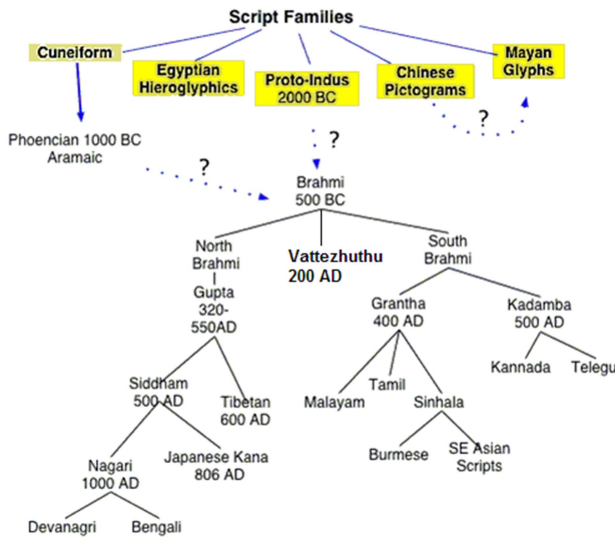 Script Families
Cuneiform
Egyptian
Hieroglyphics
Proto-Indus
2000 BC
Chinese
Pictograms
Mayan
Glyphs
?
?
?
Phoencian 1000 BC
Aramaic
Brahmi
500 BC
North
Brahmi
Vattezhuthu
200 AD
South
Brahmi
Gupta
320-
550AD
Grantha
400 AD
Kadamba
500 AD
Siddham
500 AD
Tibetan
600 AD
Malayam
Tamil
Sinhala
Kannada
Telegu
Nagari
1000 AD
Japanese Kana
806 AD
Burmese
SE Asian
Scripts
Devanagri
Bengali